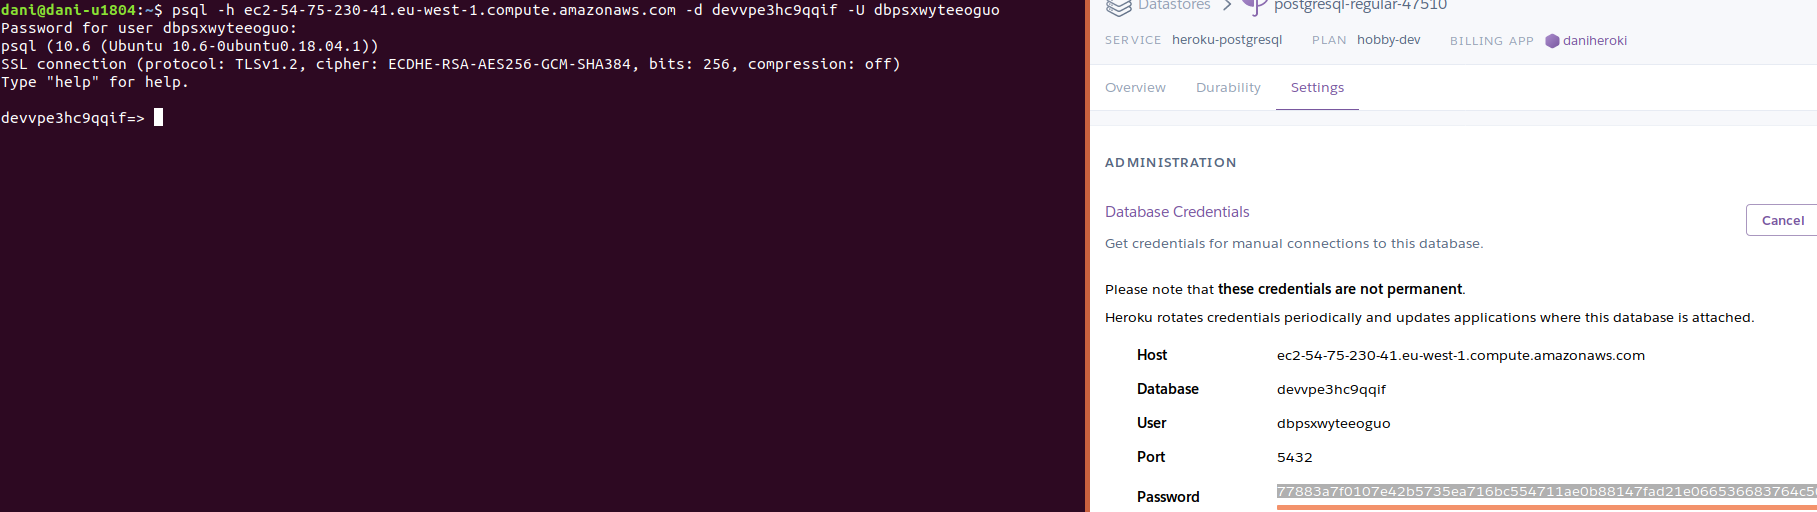 dani@dani-u1804:~$ psql -h ec2-54-75-230-41.eu-west-1.compute.amazonaws.com -d devvpe3hc9qqif -U dbpsxwyteeoguo
Password for user dbpsxwyteeoguo:
psql (10.6 (Ubuntu 10.6-0ubuntu0.18.04.1))
SSL connection (protocol: TLSv1.2, cipher: ECDHE-RSA-AES256-GCM-SHA384, bits: 256, compression: off)
Type "help" for help.
devvpe3hc9qqif=>
Datastores > postgresql-regular-47510
SERVICE heroku-postgresql PLAN hobby-dev BILLING APP daniheroki
Overview Durability Settings
ADMINISTRATION
Database Credentials
Cancel
Get credentials for manual connections to this database.
Please note that these credentials are not permanent.
Heroku rotates credentials periodically and updates applications where this database is attached.
Host ec2-54-75-230-41.eu-west-1.compute.amazonaws.com
Database devvpe3hc9qqif
User dbpsxwyteeoguo
Port 5432
Password 77883a7f0107e42b5735ea716bc554711ae0b88147fad21e066536683764c5